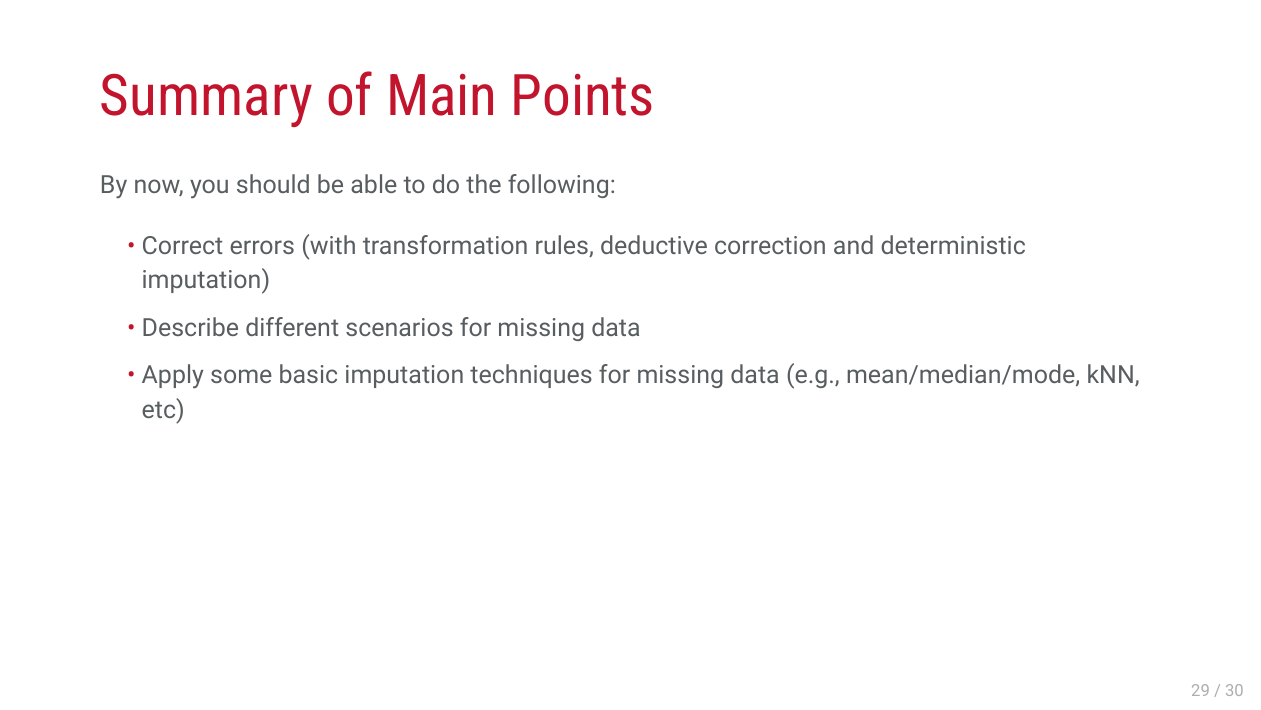 Summary of Main Points
By now, you should be able to do the following:
• Correct errors (with transformation rules, deductive correction and deterministic
imputation)
• Describe different scenarios for missing data
• Apply some basic imputation techniques for missing data (e.g., mean/median/mode, kNN,
etc)
29 / 30